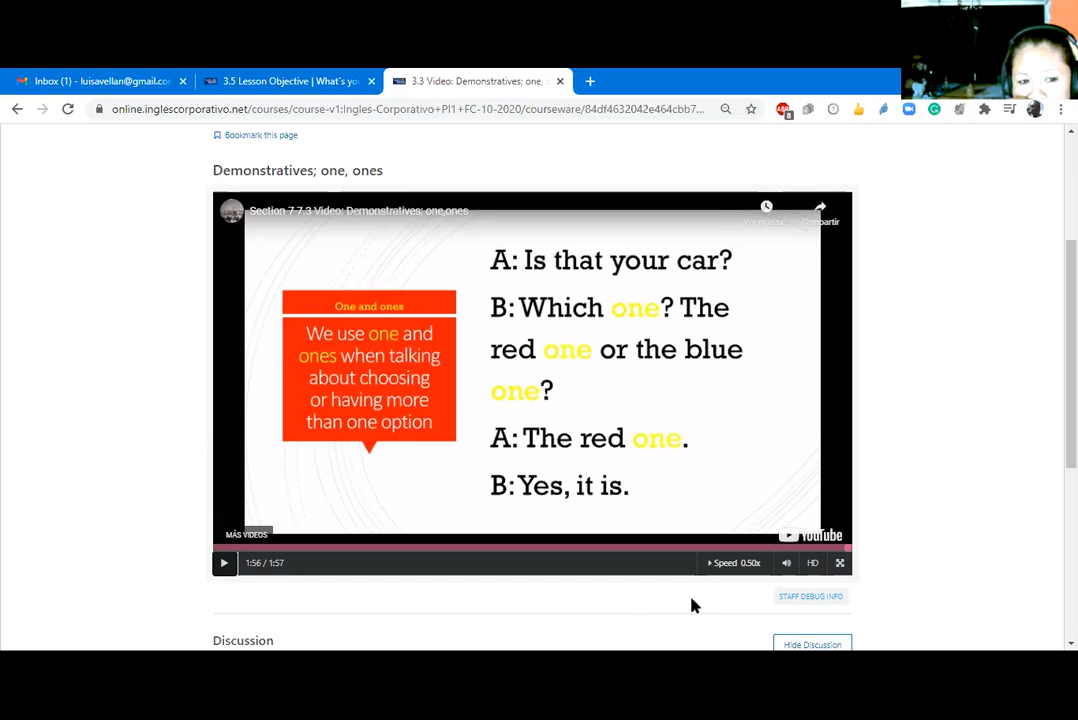 Inbox (1) - luisavellan@gmail.co
3.5 Lesson Objective | What's yo
3.3 Video: Demonstratives; one,
online.inglescorporativo.net/courses/course-v1:Ingles-Corporativo+PI1+FC-10-2020/courseware/84df4632042e464cbb7...
Bookmark this page
Demonstratives; one, ones
Section 7 7.3 Video: Demonstratives; one,ones
One and ones
We use one and
ones when talking
about choosing
or having more
than one option
A: Is that your car?
B: Which one? The
red one or the blue
one?
A: The red one.
B: Yes, it is.
MÁS VIDEOS
YouTube
1:56 / 1:57
Speed 0.50x
HD
STAFF DEBUG INFO
Discussion
Hide Discussion